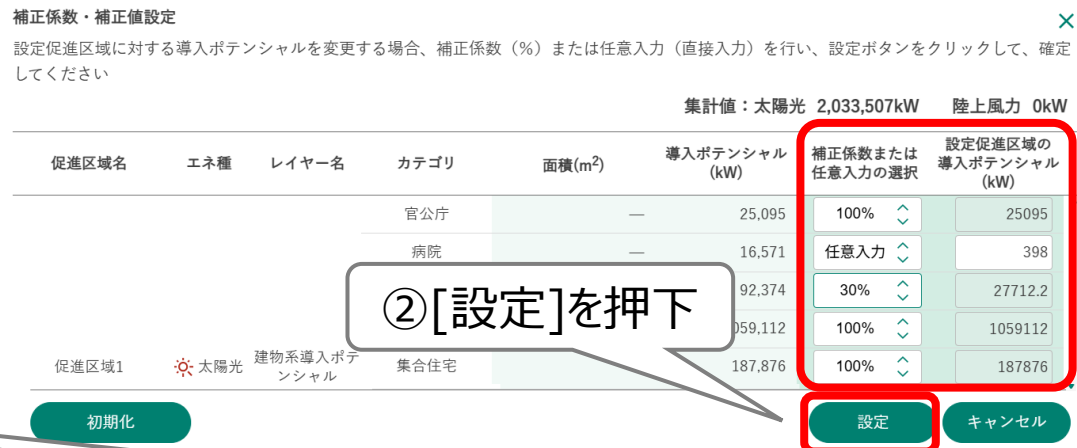 補正係数・補正値設定
×
設定促進区域に対する導入ポテンシャルを変更する場合、補正係数（%）または任意入力（直接入力）を行い、設定ボタンをクリックして、確定
してください
集計値：太陽光 2,033,507kW 陸上風力 0kW
促進区域名 エネ種 レイヤー名 カテゴリ 面積(m²) 導入ポテンシャル(kW) 補正係数または任意入力の選択 設定促進区域の導入ポテンシャル(kW)
官公庁 — 25,095 100% 25095
病院 — 16,571 任意入力 398
92,374 30% 27712.2
②[設定]を押下
059,112 100% 1059112
促進区域1 太陽光 建物系導入ポテンシャル 集合住宅 187,876 100% 187876
初期化 設定 キャンセル